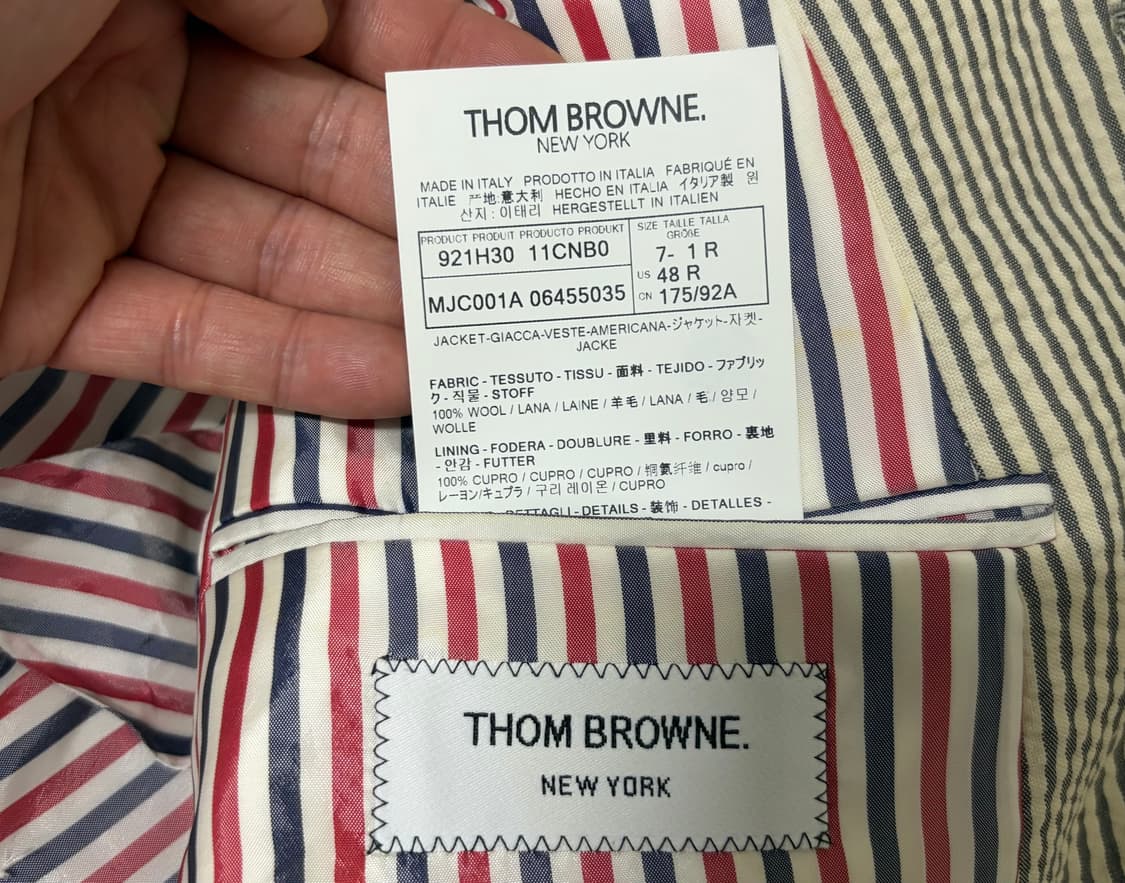 THOM BROWNE.
NEW YORK
MADE IN ITALY PRODOTTO IN ITALIA FABRIQUÉ EN
ITALIE 产地:意大利 HECHO EN ITALIA イタリア製 원
산지 : 이태리 HERGESTELLT IN ITALIEN
PRODUCT PRODUIT PRODUCTO PRODUKT
921H30 11CNB0
MJC001A 06455035
SIZE TAILLE TALLA
GRÖßE
7- 1 R
US 48 R
CN 175/92A
JACKET-GIACCA-VESTE-AMERICANA-ジャケット-자켓-
JACKE
FABRIC - TESSUTO - TISSU - 面料 - TEJIDO - ファブリッ
ク - 직물 - STOFF
100% WOOL / LANA / LAINE / 羊毛 / LANA / 毛 / 양모 /
WOLLE
LINING - FODERA - DOUBLURE - 里料 - FORRO - 裏地
- 안감 - FUTTER
100% CUPRO / CUPRO / CUPRO / 铜氨纤维 / cupro /
レーヨン/キュプラ / 구리 레이온 / CUPRO
DETTAGLI - DETAILS - 装饰 - DETALLES -
THOM BROWNE.
NEW YORK